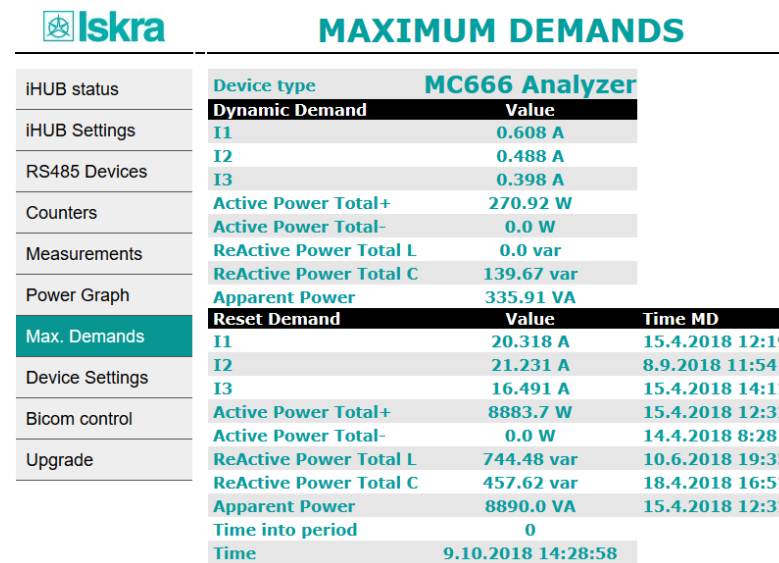 Iskra
MAXIMUM DEMANDS
iHUB status
iHUB Settings
RS485 Devices
Counters
Measurements
Power Graph
Max. Demands
Device Settings
Bicom control
Upgrade
Device type MC666 Analyzer
Dynamic Demand Value
I1 0.608 A
I2 0.488 A
I3 0.398 A
Active Power Total+ 270.92 W
Active Power Total- 0.0 W
ReActive Power Total L 0.0 var
ReActive Power Total C 139.67 var
Apparent Power 335.91 VA
Reset Demand Value Time MD
I1 20.318 A 15.4.2018
I2 21.231 A 8.9.2018 11:54
I3 16.491 A 15.4.2018
Active Power Total+ 8883.7 W 15.4.2018
Active Power Total- 0.0 W 14.4.2018 8:28
ReActive Power Total L 744.48 var 10.6.2018
ReActive Power Total C 457.62 var 18.4.2018
Apparent Power 8890.0 VA 15.4.2018
Time into period 0
Time 9.10.2018 14:28:58